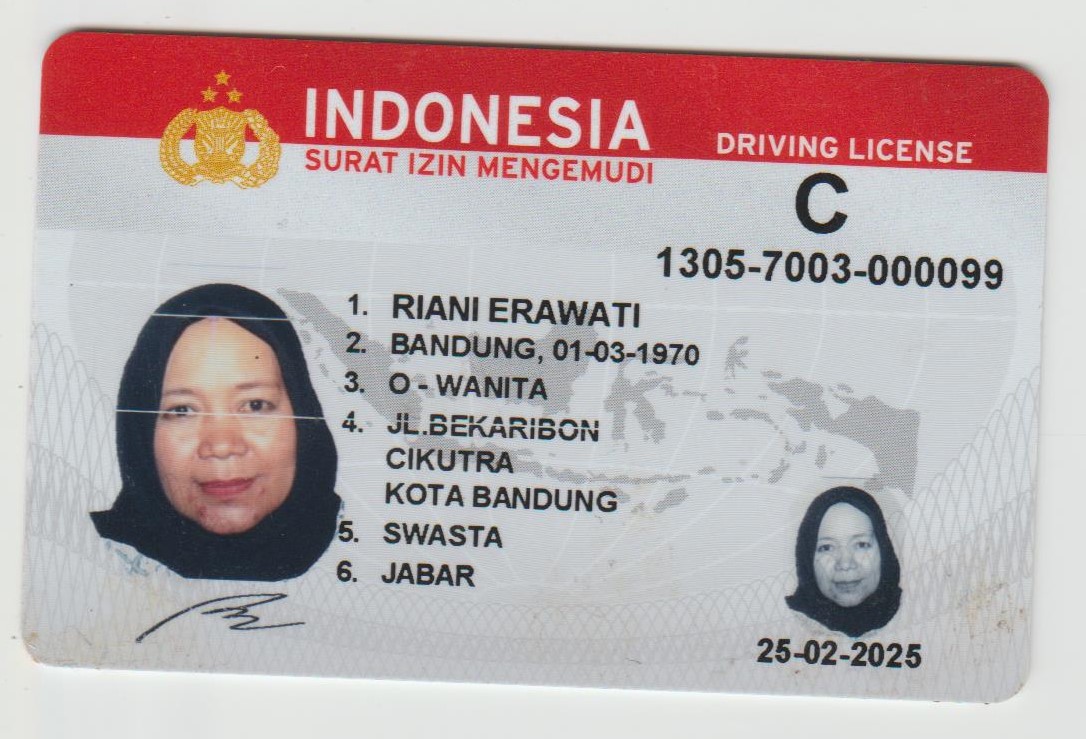 INDONESIA
SURAT IZIN MENGEMUDI
DRIVING LICENSE
C
1305-7003-000099
1. RIANI ERAWATI
2. BANDUNG, 01-03-1970
3. O - WANITA
4. JL.BEKARIBON
CIKUTRA
KOTA BANDUNG
5. SWASTA
6. JABAR
25-02-2025